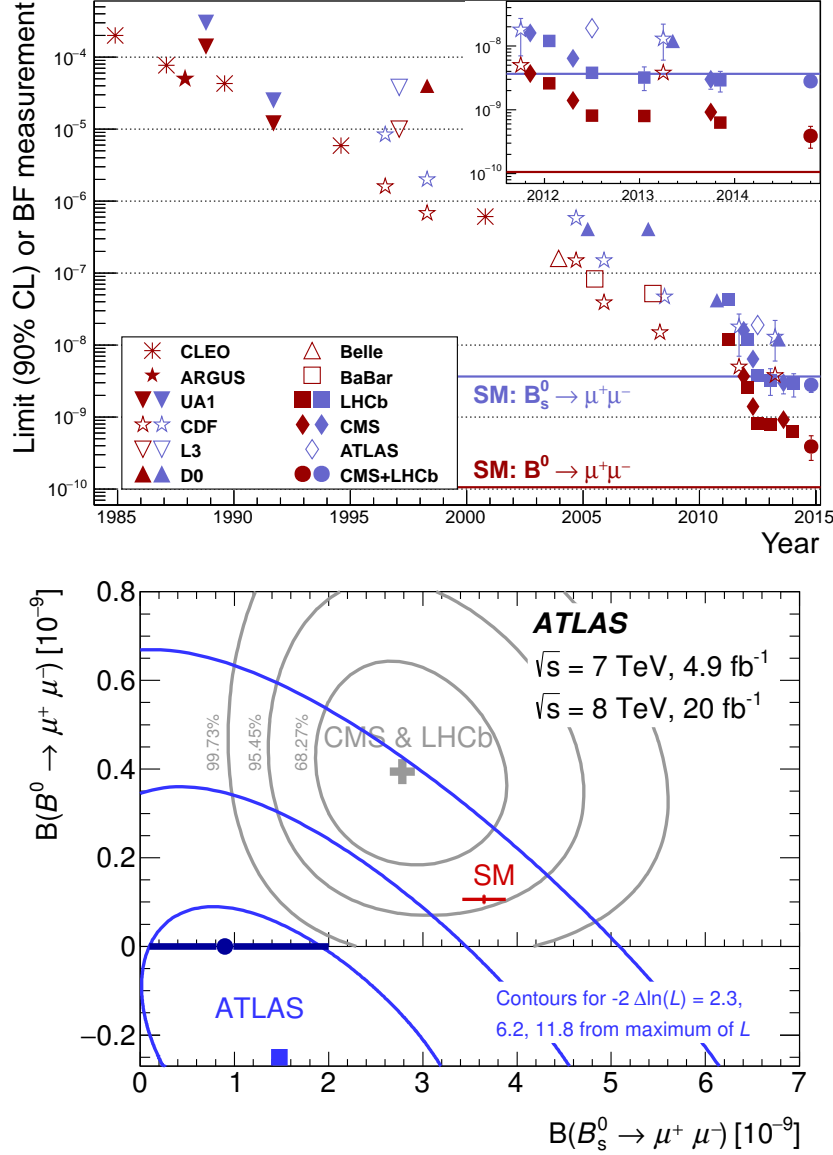 Limit (90% CL) or BF measurement
10⁻⁴
10⁻⁵
10⁻⁶
10⁻⁷
10⁻⁸
10⁻⁹
10⁻¹⁰
1985 1990 1995 2000 2005 2010 2015
Year
10⁻⁸
10⁻⁹
10⁻¹⁰
2012 2013 2014
CLEO
ARGUS
UA1
CDF
L3
D0
Belle
BaBar
LHCb
CMS
ATLAS
CMS+LHCb
SM: B⁰ₛ → μ⁺μ⁻
SM: B⁰ → μ⁺μ⁻
B(B⁰ → μ⁺ μ⁻) [10⁻⁹]
0.8
0.6
0.4
0.2
0
−0.2
ATLAS
√s = 7 TeV, 4.9 fb⁻¹
√s = 8 TeV, 20 fb⁻¹
99.73%
95.45%
68.27%
CMS & LHCb
SM
ATLAS
Contours for -2 Δln(L) = 2.3,
6.2, 11.8 from maximum of L
0 1 2 3 4 5 6 7
B(B⁰ₛ → μ⁺ μ⁻) [10⁻⁹]